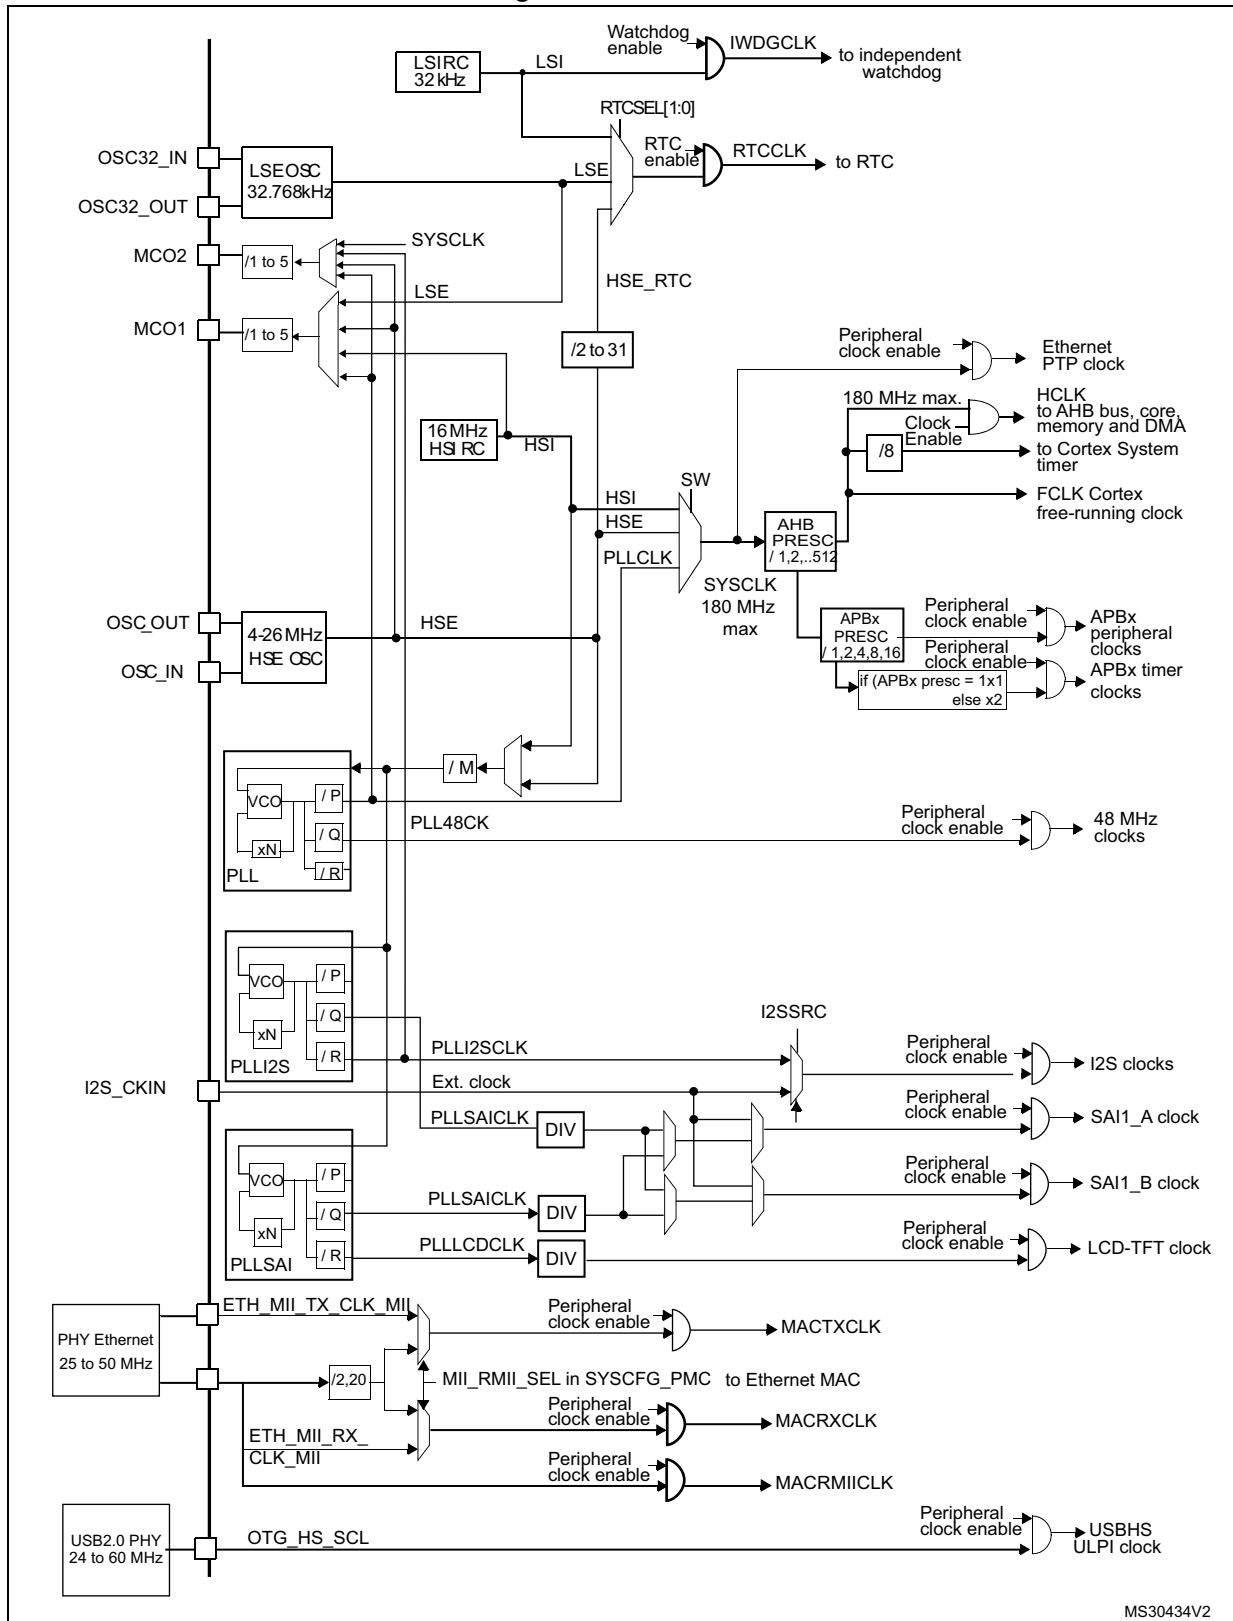 Watchdog
enable
IWDGCLK
to independent
watchdog
LSIRC
32kHz
LSI
RTCSEL[1:0]
OSC32_IN
OSC32_OUT
LSEOSC
32.768kHz
LSE
RTC
enable
RTCCLK
to RTC
MCO2
/1 to 5
SYSCLK
LSE
HSE_RTC
MCO1
/1 to 5
/2 to 31
Peripheral
clock enable
Ethernet
PTP clock
180 MHz max.
Clock
Enable
HCLK
to AHB bus, core,
memory and DMA
16MHz
HSI RC
HSI
/8
to Cortex System
timer
SW
HSI
HSE
PLLCLK
AHB
PRESC
/ 1,2,..512
FCLK Cortex
free-running clock
SYSCLK
180 MHz
max
OSC_OUT
OSC_IN
4-26MHz
HSE OSC
HSE
APBx
PRESC
/ 1,2,4,8,16
Peripheral
clock enable
APBx
peripheral
clocks
Peripheral
clock enable
APBx timer
clocks
if (APBx presc = 1x1
else x2
/ M
VCO
xN
/ P
/ Q
/ R
PLL
PLL48CK
Peripheral
clock enable
48 MHz
clocks
VCO
xN
/ P
/ Q
/ R
PLLI2S
I2SSRC
PLLI2SCLK
Peripheral
clock enable
I2S clocks
I2S_CKIN
Ext. clock
PLLSAICLK
DIV
Peripheral
clock enable
SAI1_A clock
VCO
xN
/ P
/ Q
/ R
PLLSAI
PLLSAICLK
DIV
Peripheral
clock enable
SAI1_B clock
PLLLCDCLK
DIV
Peripheral
clock enable
LCD-TFT clock
PHY Ethernet
25 to 50 MHz
ETH_MII_TX_CLK_MII
Peripheral
clock enable
MACTXCLK
/2,20
MII_RMII_SEL in SYSCFG_PMC
to Ethernet MAC
ETH_MII_RX_
CLK_MII
Peripheral
clock enable
MACRXCLK
Peripheral
clock enable
MACRMIICLK
USB2.0 PHY
24 to 60 MHz
OTG_HS_SCL
Peripheral
clock enable
USBHS
ULPI clock
MS30434V2